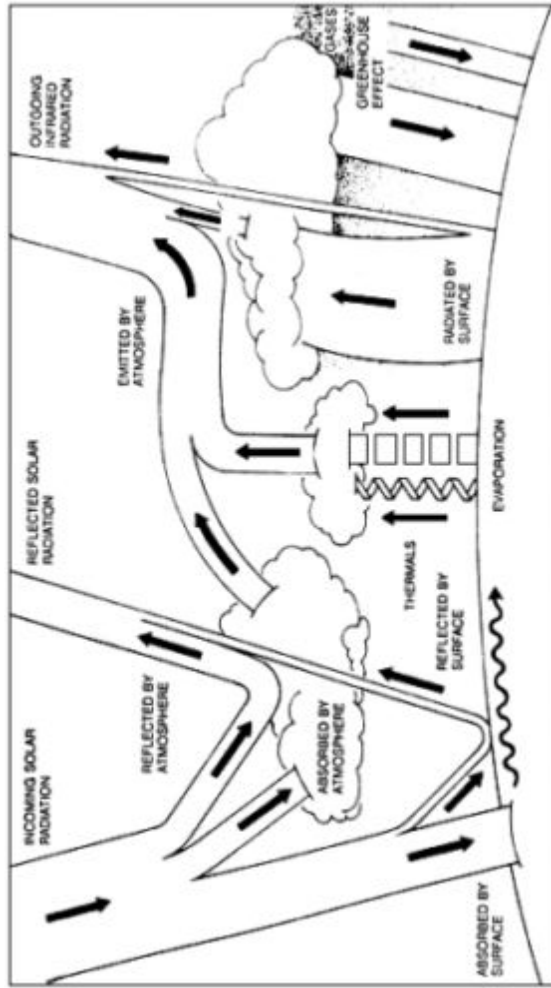 INCOMING SOLAR
RADIATION
REFLECTED SOLAR
RADIATION
OUTGOING
INFRARED
RADIATION
REFLECTED BY
ATMOSPHERE
EMITTED BY
ATMOSPHERE
GASES
GREENHOUSE
EFFECT
ABSORBED BY
ATMOSPHERE
THERMALS
REFLECTED BY
SURFACE
RADIATED BY
SURFACE
EVAPORATION
ABSORBED BY
SURFACE